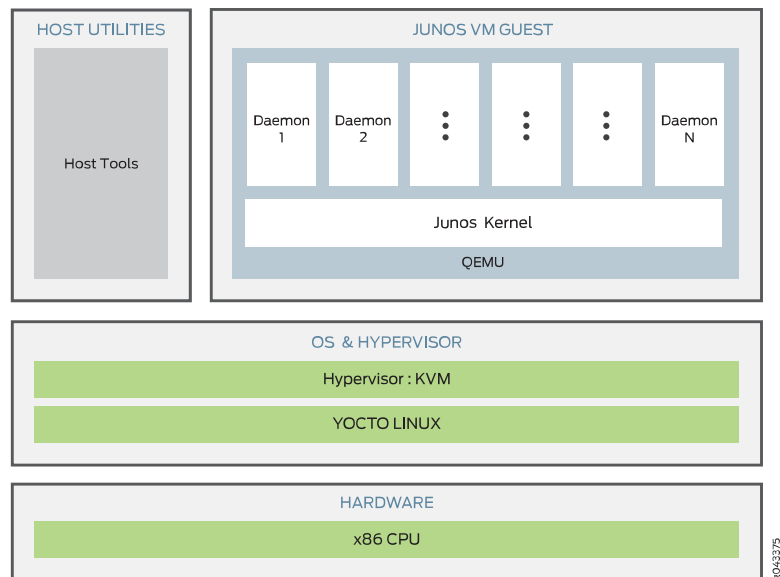 HOST UTILITIES
Host Tools
JUNOS VM GUEST
Daemon
1
Daemon
2
Daemon
N
Junos Kernel
QEMU
OS & HYPERVISOR
Hypervisor : KVM
YOCTO LINUX
HARDWARE
x86 CPU
g043375